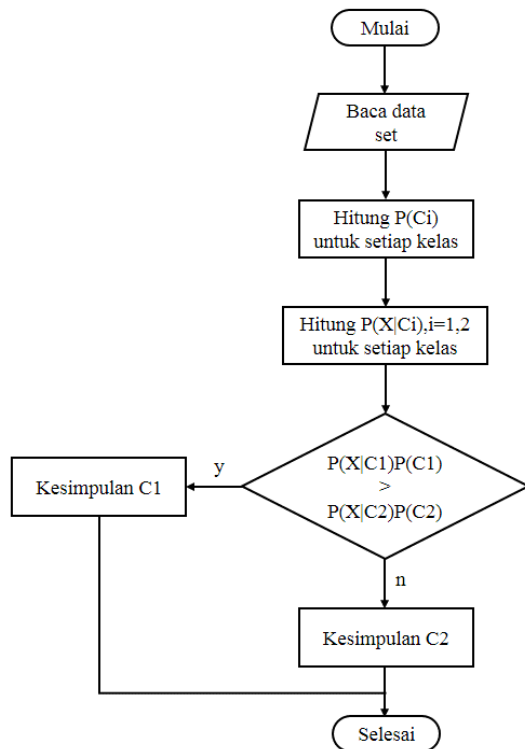 Mulai
Baca data
set
Hitung P(Ci)
untuk setiap kelas
Hitung P(X|Ci),i=1,2
untuk setiap kelas
P(X|C1)P(C1)
>
P(X|C2)P(C2)
y
Kesimpulan C1
n
Kesimpulan C2
Selesai